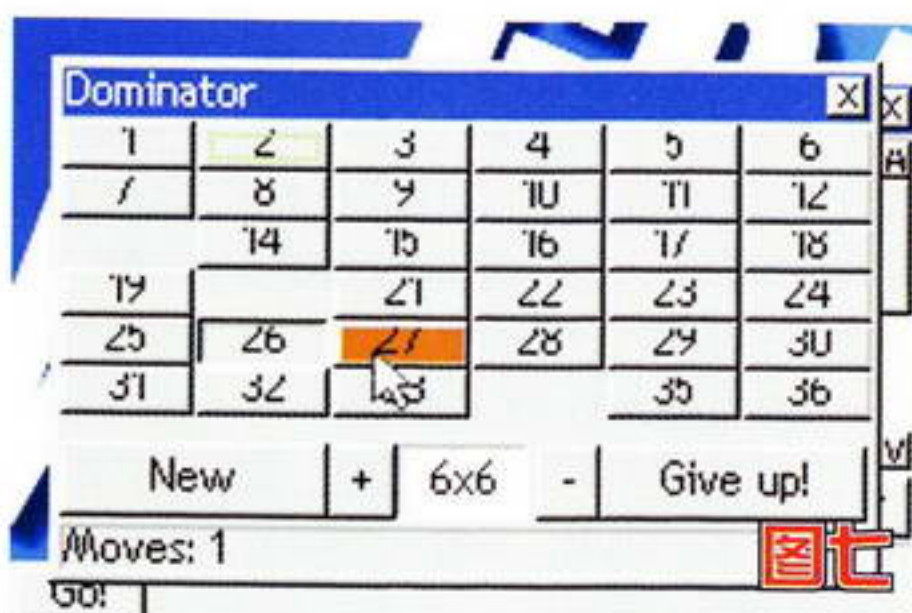 Dominator X
X
1 2 3 4 5 6
A
7 8 9 10 11 12
14 15 16 17 18
19 21 22 23 24
25 26 27 28 29 30
31 32 33 35 36
V
New + 6x6 - Give up!
Moves: 1
图七
Go!